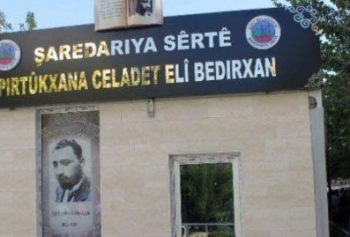 ŞAREDARIYA SÊRTÊ
PIRTÛKXANA CELADET ELÎ BEDIRXAN